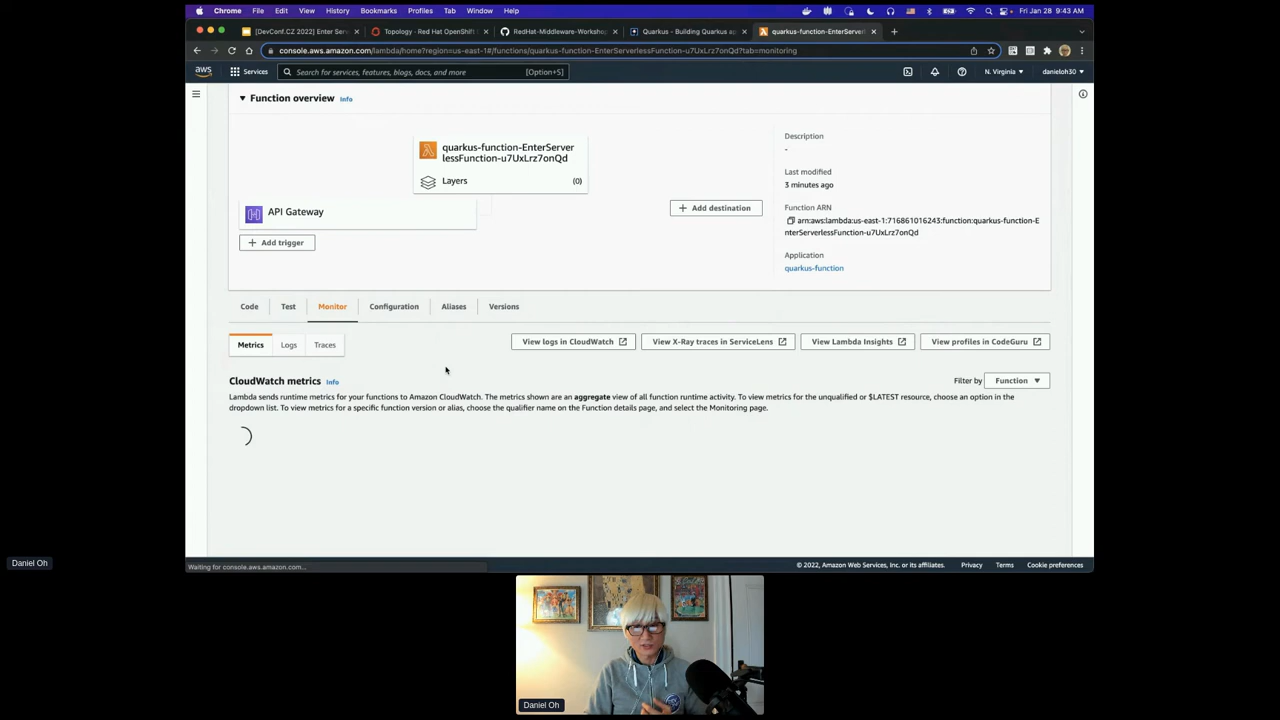 Chrome File Edit View History Bookmarks Profiles Tab Window Help
Fri Jan 28 9:43 AM
[DevConf.CZ 2022] Enter Serve
Topology · Red Hat OpenShift
RedHat-Middleware-Workshop
Quarkus - Building Quarkus ap
quarkus-function-EnterServerl
console.aws.amazon.com/lambda/home?region=us-east-1#/functions/quarkus-function-EnterServerlessFunction-u7UxLrz7onQd?tab=monitoring
aws
Services
Search for services, features, blogs, docs, and more
[Option+S]
N. Virginia
danieloh30
Function overview Info
quarkus-function-EnterServer
lessFunction-u7UxLrz7onQd
Layers (0)
API Gateway
+ Add trigger
+ Add destination
Description
-
Last modified
3 minutes ago
Function ARN
arn:aws:lambda:us-east-1:716861016243:function:quarkus-function-E
nterServerlessFunction-u7UxLrz7onQd
Application
quarkus-function
Code Test Monitor Configuration Aliases Versions
Metrics Logs Traces
View logs in CloudWatch
View X-Ray traces in ServiceLens
View Lambda Insights
View profiles in CodeGuru
CloudWatch metrics Info
Filter by Function
Lambda sends runtime metrics for your functions to Amazon CloudWatch. The metrics shown are an aggregate view of all function runtime activity. To view metrics for the unqualified or $LATEST resource, choose an option in the
dropdown list. To view metrics for a specific function version or alias, choose the qualifier name on the Function details page, and select the Monitoring page.
Waiting for console.aws.amazon.com...
© 2022, Amazon Web Services, Inc. or its affiliates. Privacy Terms Cookie preferences
Daniel Oh
Daniel Oh